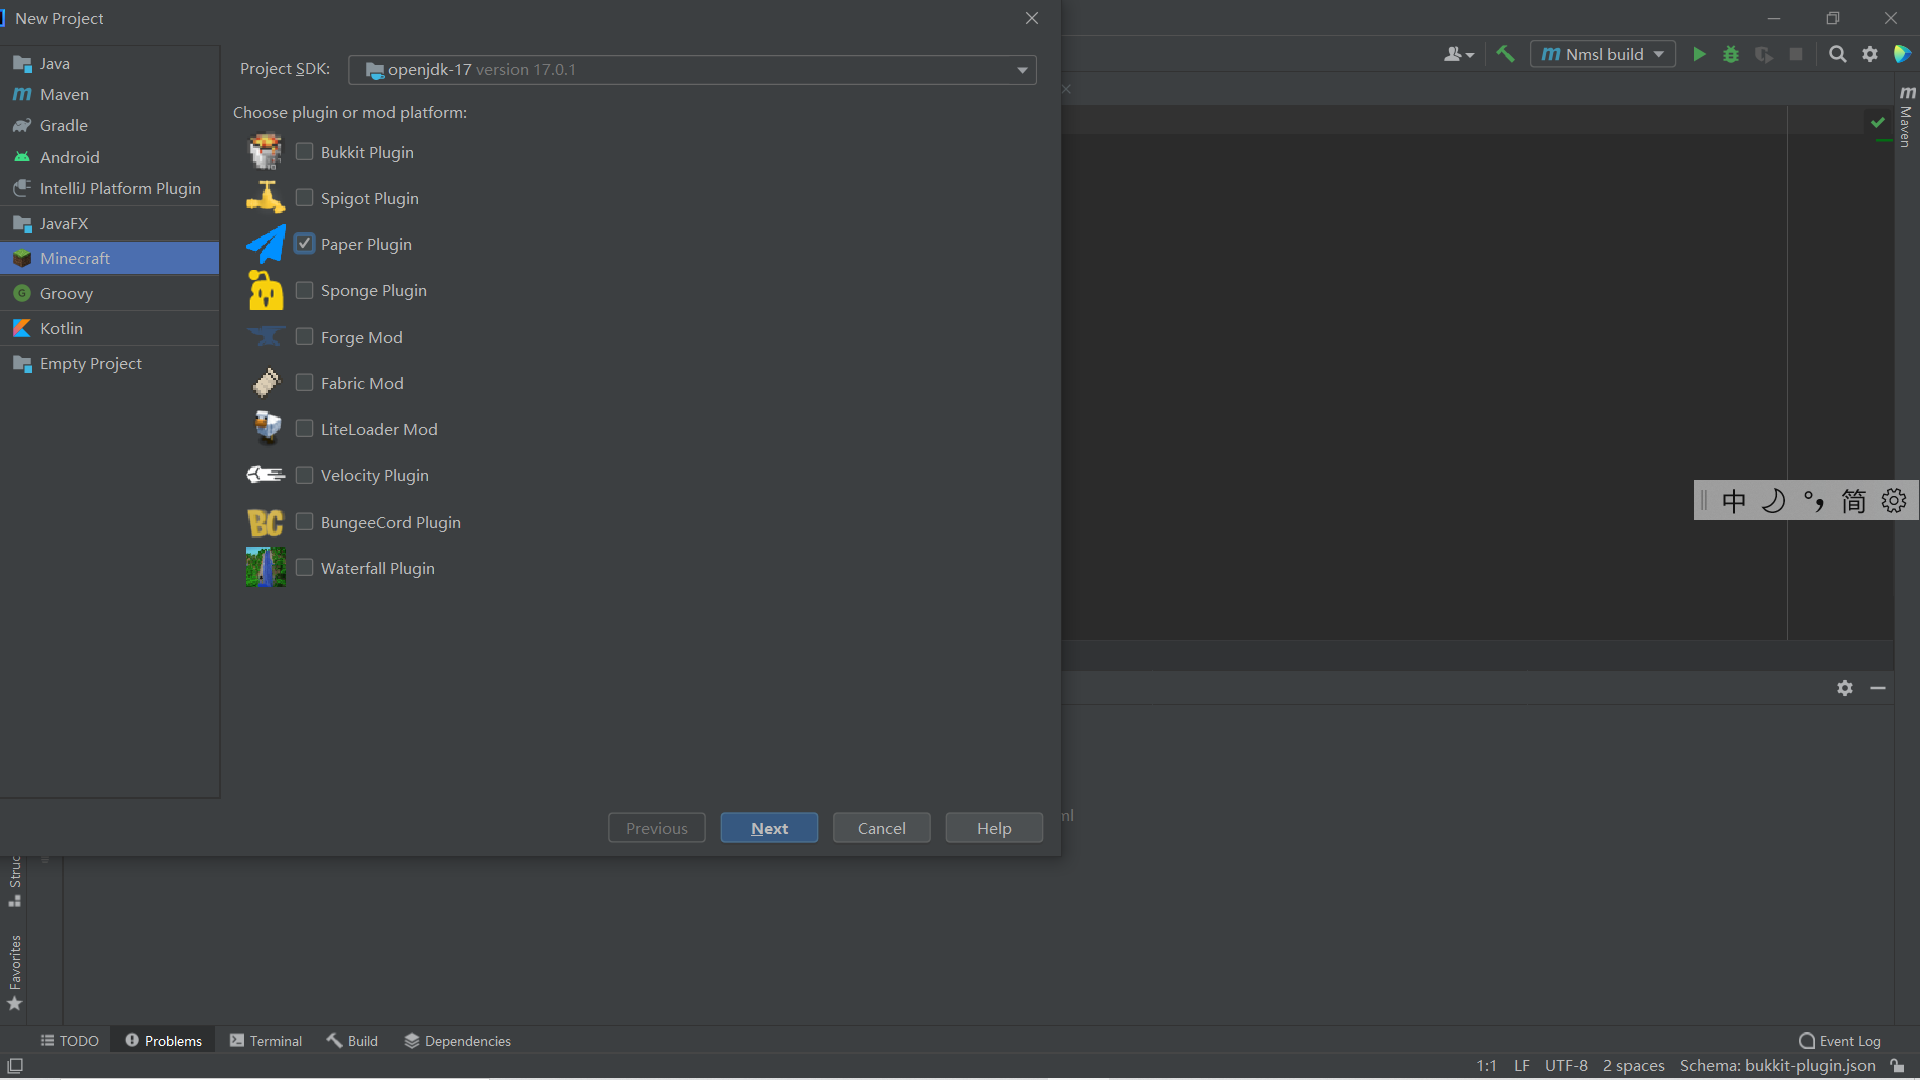 New Project
Project SDK: openjdk-17 version 17.0.1
Java
Maven
Gradle
Android
IntelliJ Platform Plugin
JavaFX
Minecraft
Groovy
Kotlin
Empty Project
Choose plugin or mod platform:
Bukkit Plugin
Spigot Plugin
Paper Plugin
Sponge Plugin
Forge Mod
Fabric Mod
LiteLoader Mod
Velocity Plugin
BungeeCord Plugin
Waterfall Plugin
Previous
Next
Cancel
Help
Nmsl build
Maven
中 °, 简
Favorites
TODO
Problems
Terminal
Build
Dependencies
Event Log
1:1 LF UTF-8 2 spaces Schema: bukkit-plugin.json